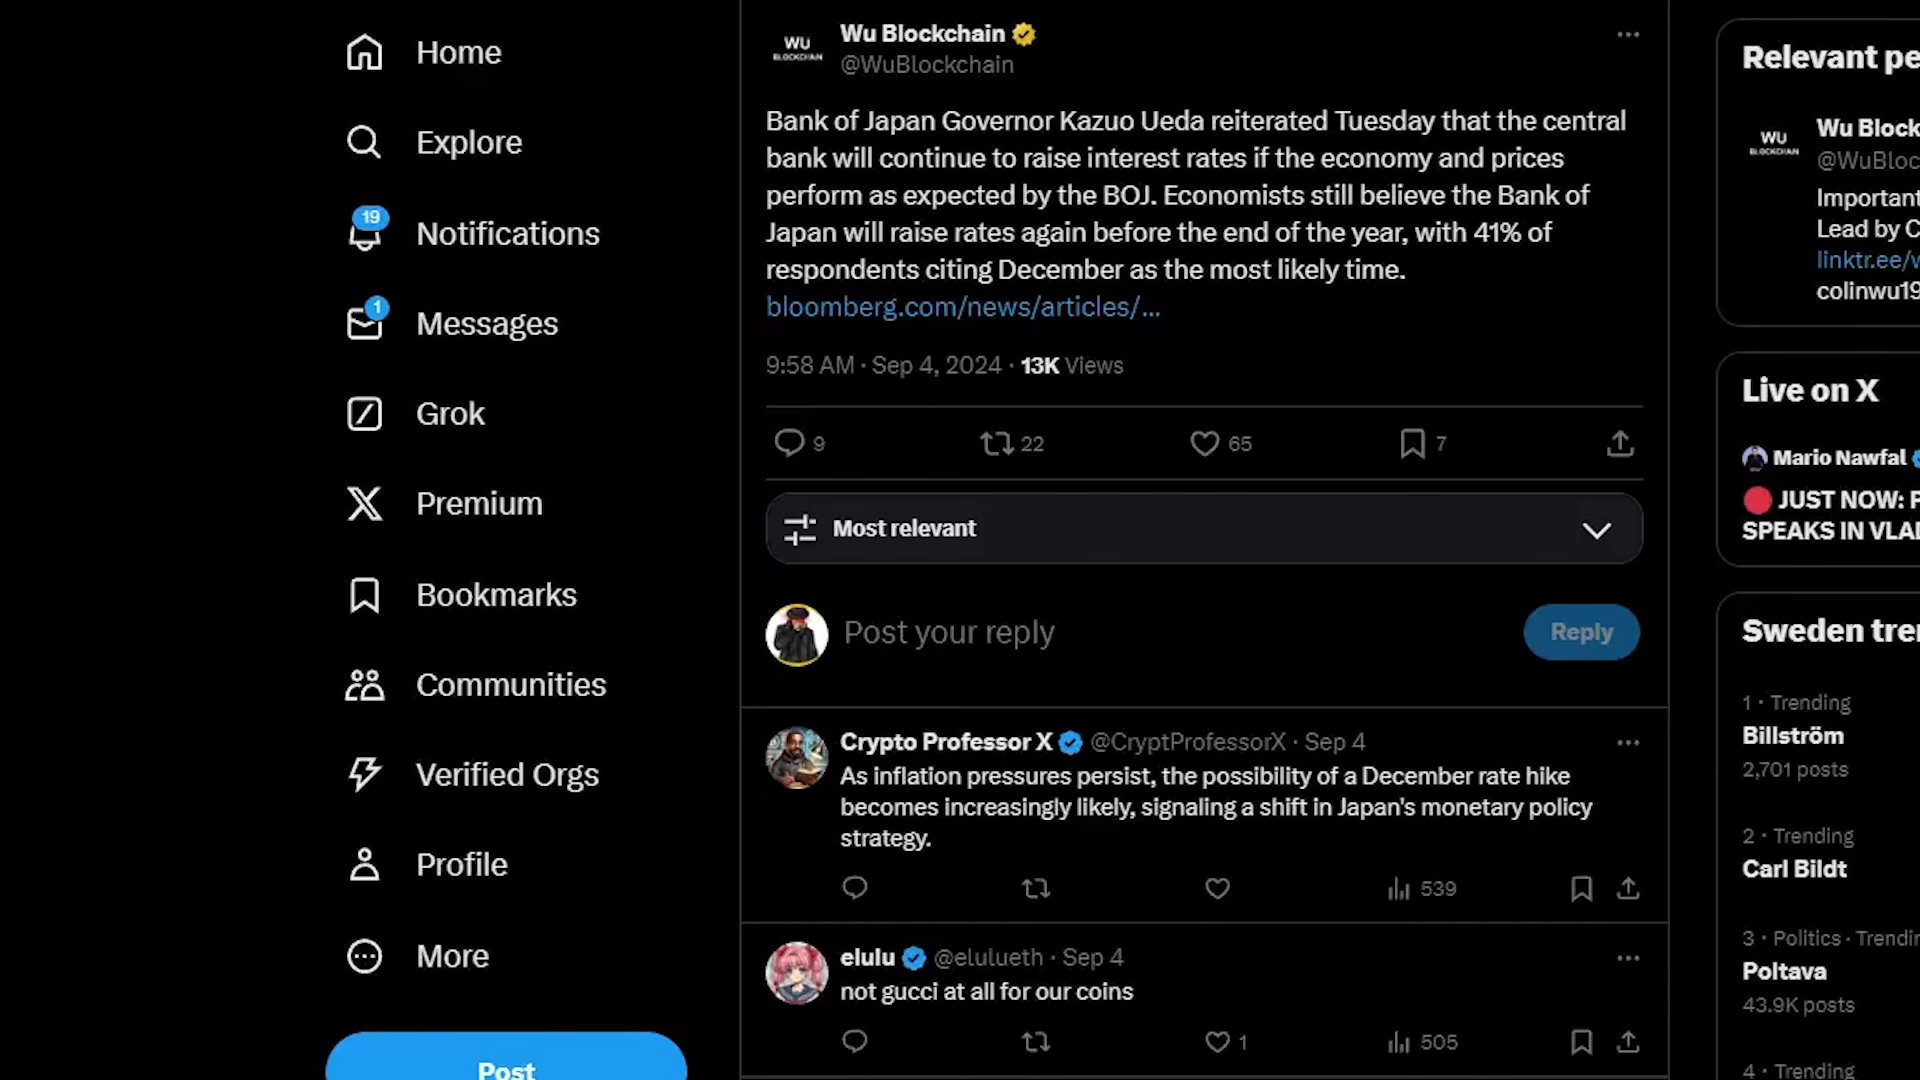 Home
Explore
19
Notifications
1
Messages
Grok
Premium
Bookmarks
Communities
Verified Orgs
Profile
More
Post
WU
BLOCKCHAIN
Wu Blockchain
@WuBlockchain
Bank of Japan Governor Kazuo Ueda reiterated Tuesday that the central
bank will continue to raise interest rates if the economy and prices
perform as expected by the BOJ. Economists still believe the Bank of
Japan will raise rates again before the end of the year, with 41% of
respondents citing December as the most likely time.
bloomberg.com/news/articles/...
9:58 AM · Sep 4, 2024 · 13K Views
9 22 65 7
Most relevant
Post your reply
Reply
Crypto Professor X @CryptProfessorX · Sep 4
As inflation pressures persist, the possibility of a December rate hike
becomes increasingly likely, signaling a shift in Japan's monetary policy
strategy.
539
elulu @elulueth · Sep 4
not gucci at all for our coins
1 505
Relevant pe
WU
BLOCKCHAIN
Wu Block
@WuBloc
Important
Lead by C
linktr.ee/w
colinwu19
Live on X
Mario Nawfal
JUST NOW: P
SPEAKS IN VLAD
Sweden tre
1 · Trending
Billström
2,701 posts
2 · Trending
Carl Bildt
3 · Politics · Trendin
Poltava
43.9K posts
4 · Trending